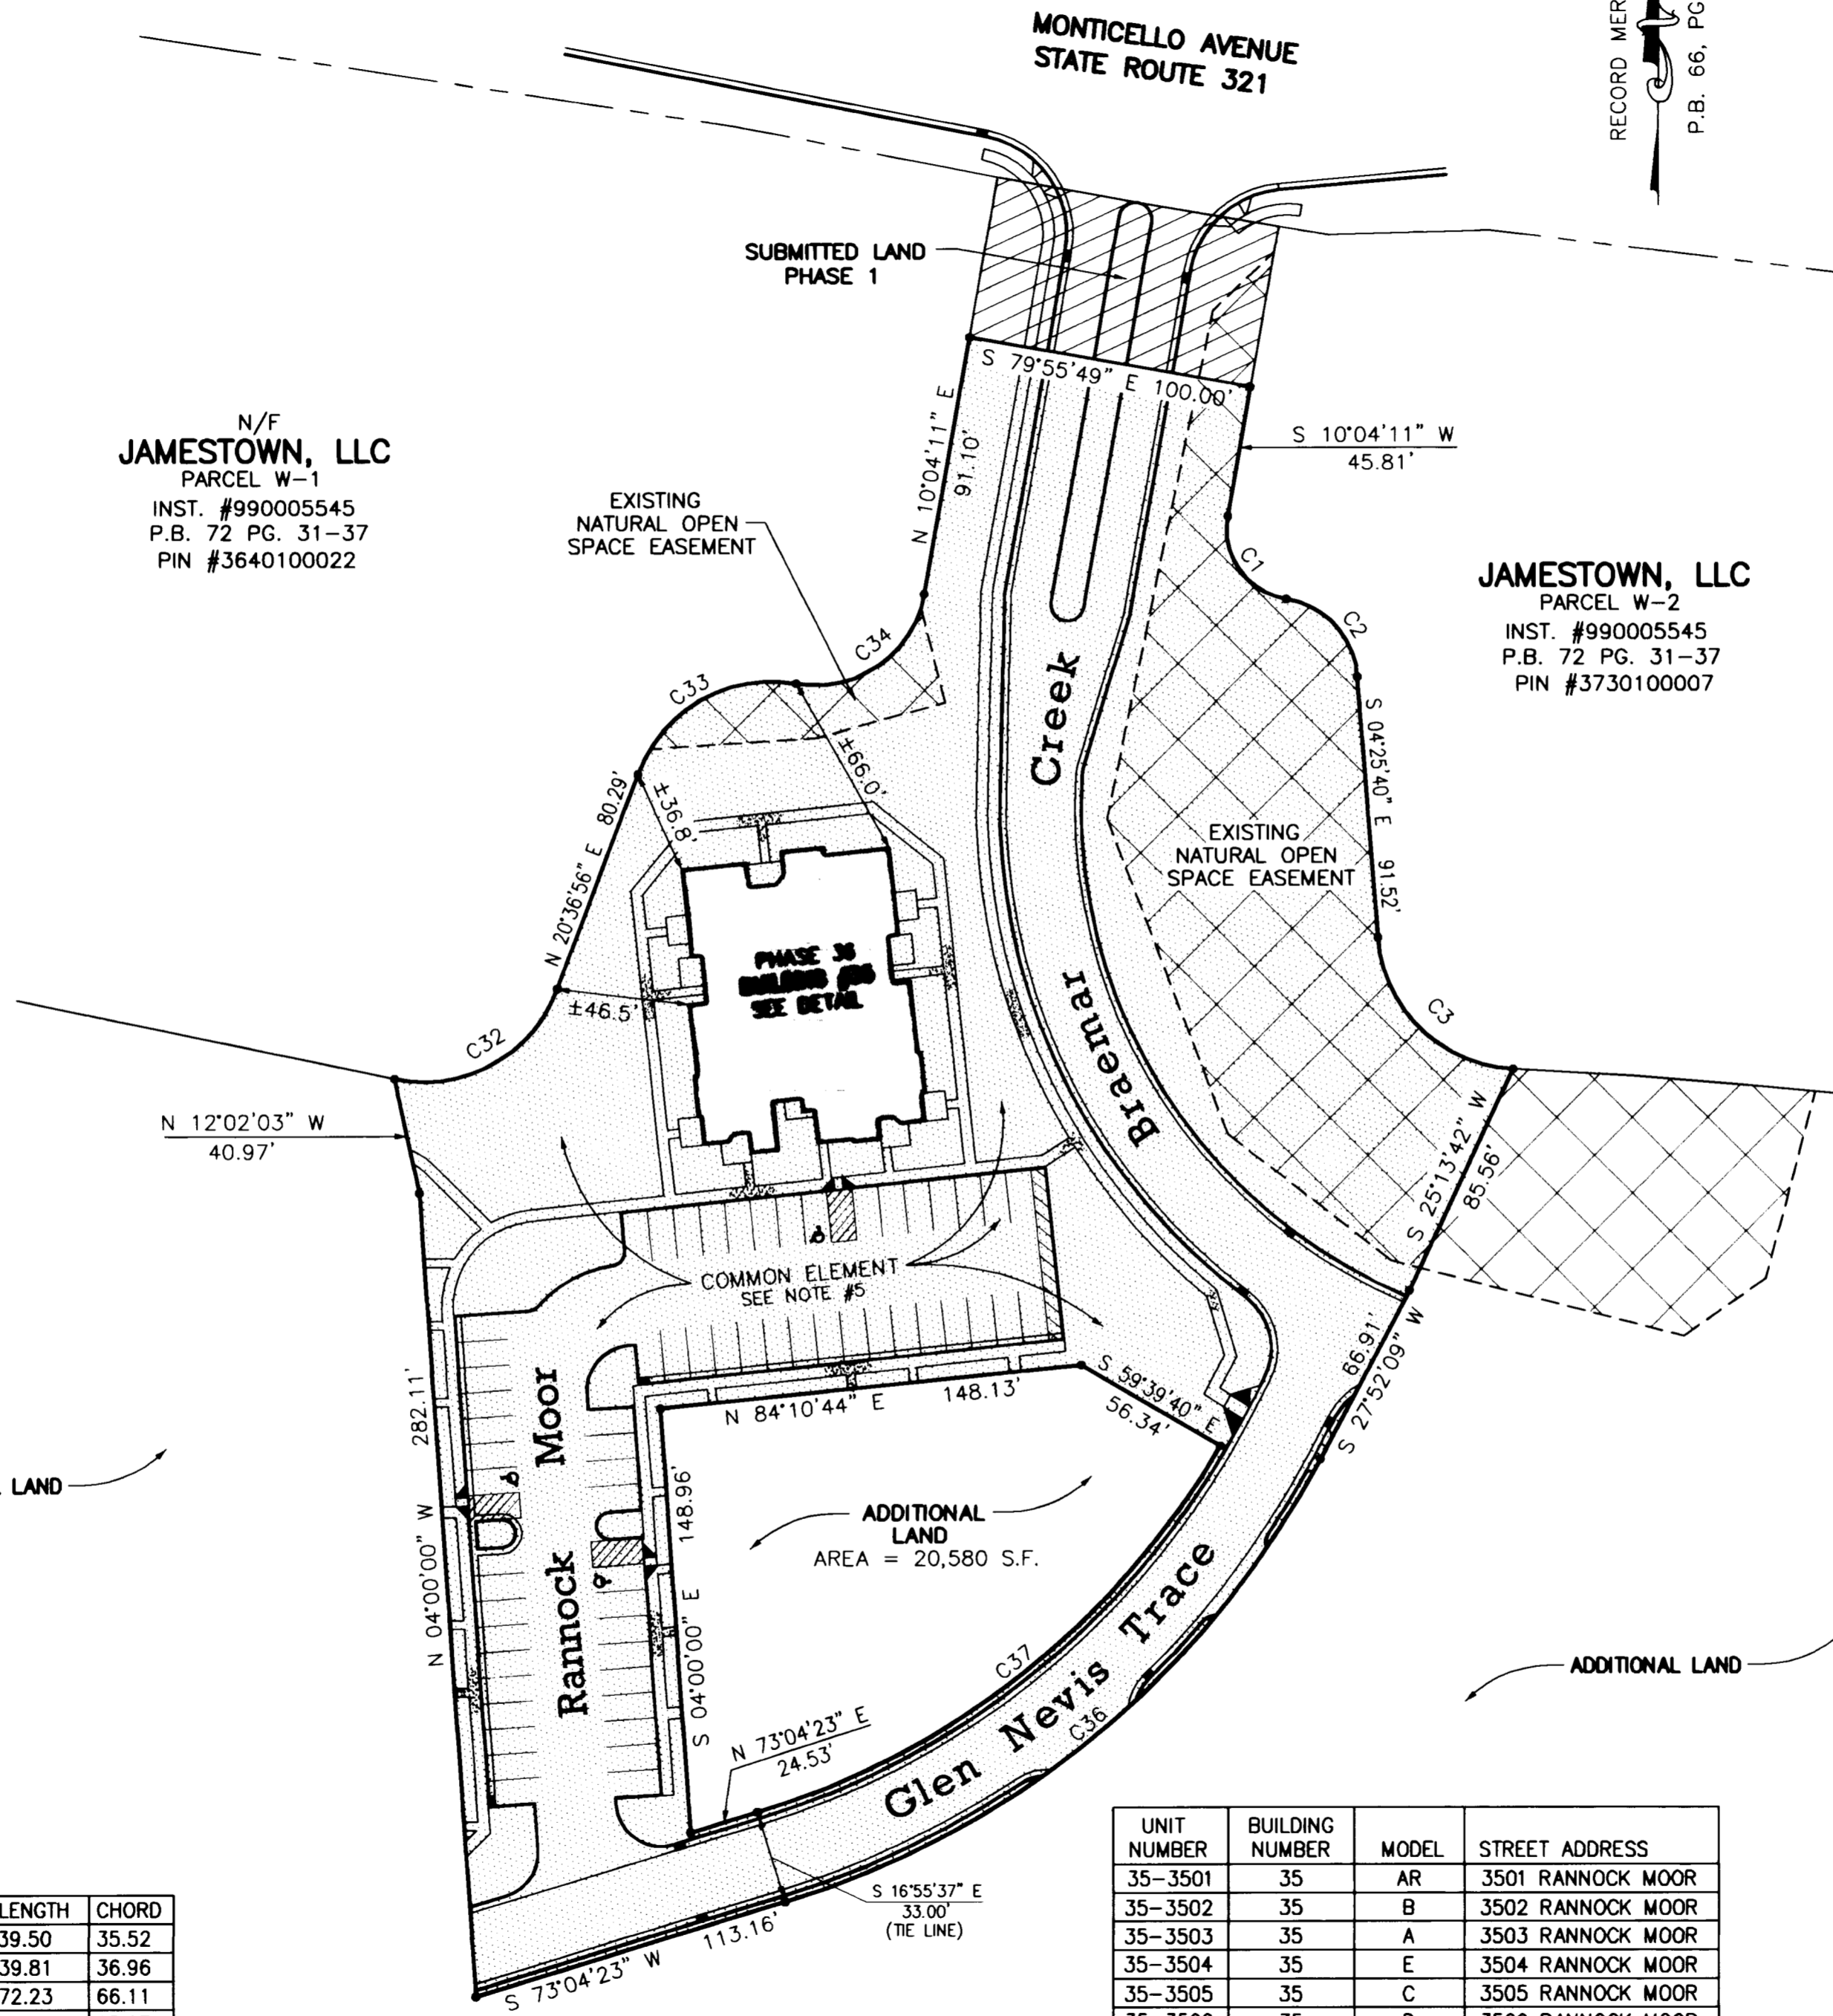 MONTICELLO AVENUE
STATE ROUTE 321
RECORD MER
P.B. 66, PG
SUBMITTED LAND
PHASE 1
S 79°55'49" E 100.00'
N 10°04'11" E
91.10'
S 10°04'11" W
45.81'
N/F
JAMESTOWN, LLC
PARCEL W-1
INST. #990005545
P.B. 72 PG. 31-37
PIN #3640100022
EXISTING
NATURAL OPEN
SPACE EASEMENT
JAMESTOWN, LLC
PARCEL W-2
INST. #990005545
P.B. 72 PG. 31-37
PIN #3730100007
C1
C2
C34
C33
S 04°25'40" E 91.52'
Braemar Creek
±66.0'
±36.8'
N 20°36'56" E 80.29'
EXISTING
NATURAL OPEN
SPACE EASEMENT
PHASE 36
SEE DETAIL
±46.5'
C32
C3
N 12°02'03" W
40.97'
S 25°13'42" W
85.56'
COMMON ELEMENT
SEE NOTE #5
66.91'
S 27°52'09" W
S 59°39'40" E
56.34'
N 84°10'44" E 148.13'
282.11'
N 04°00'00" W
Rannock Moor
148.96'
S 04°00'00" E
LAND
ADDITIONAL
LAND
AREA = 20,580 S.F.
ADDITIONAL LAND
C37
Glen Nevis Trace
C36
N 73°04'23" E
24.53'
S 16°55'37" E
33.00'
(TIE LINE)
S 73°04'23" W 113.16'
LENGTH CHORD
39.50 35.52
39.81 36.96
72.23 66.11
UNIT NUMBER BUILDING NUMBER MODEL STREET ADDRESS
35-3501 35 AR 3501 RANNOCK MOOR
35-3502 35 B 3502 RANNOCK MOOR
35-3503 35 A 3503 RANNOCK MOOR
35-3504 35 E 3504 RANNOCK MOOR
35-3505 35 C 3505 RANNOCK MOOR